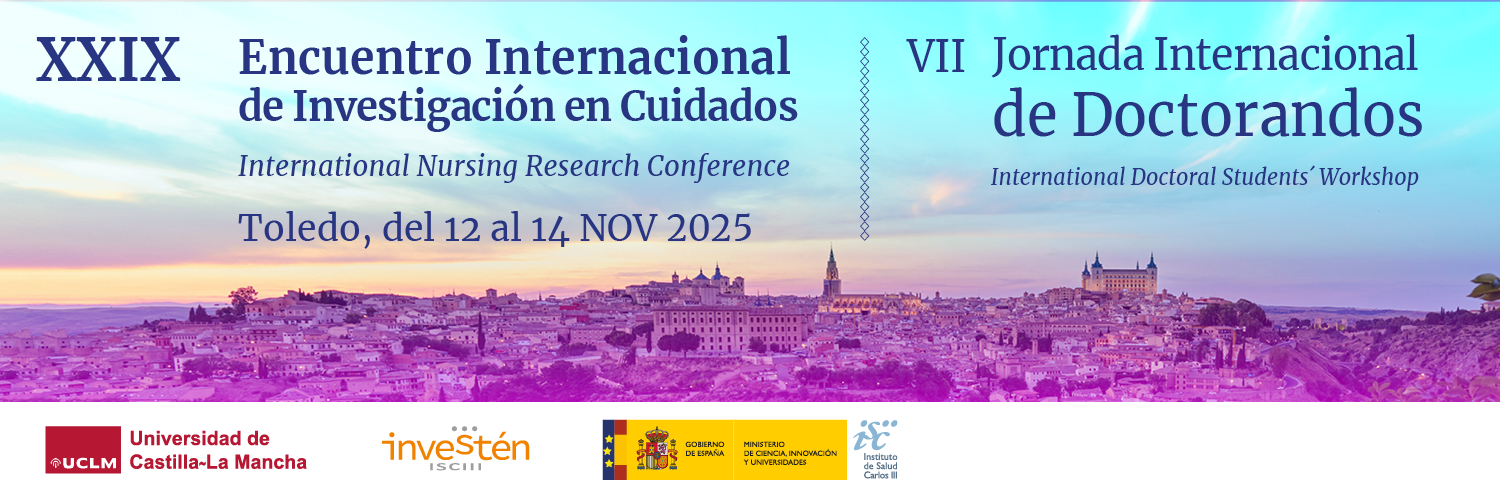 XXIX
Encuentro Internacional
de Investigación en Cuidados
International Nursing Research Conference
Toledo, del 12 al 14 NOV 2025
VII
Jornada Internacional
de Doctorandos
International Doctoral Students´ Workshop
UCLM
Universidad de
Castilla~La Mancha
inveStén
ISCIII
GOBIERNO
DE ESPAÑA
MINISTERIO
DE CIENCIA, INNOVACIÓN
Y UNIVERSIDADES
isc
Instituto
de Salud
Carlos III